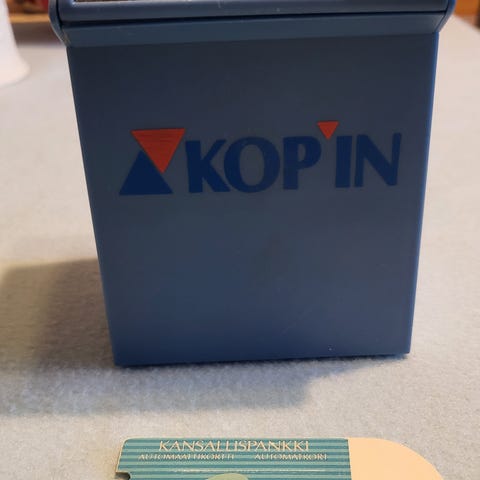 KOP'IN
KANSALLISPANKKI
AUTOMAATTIKORTTI AUTOMATKORT